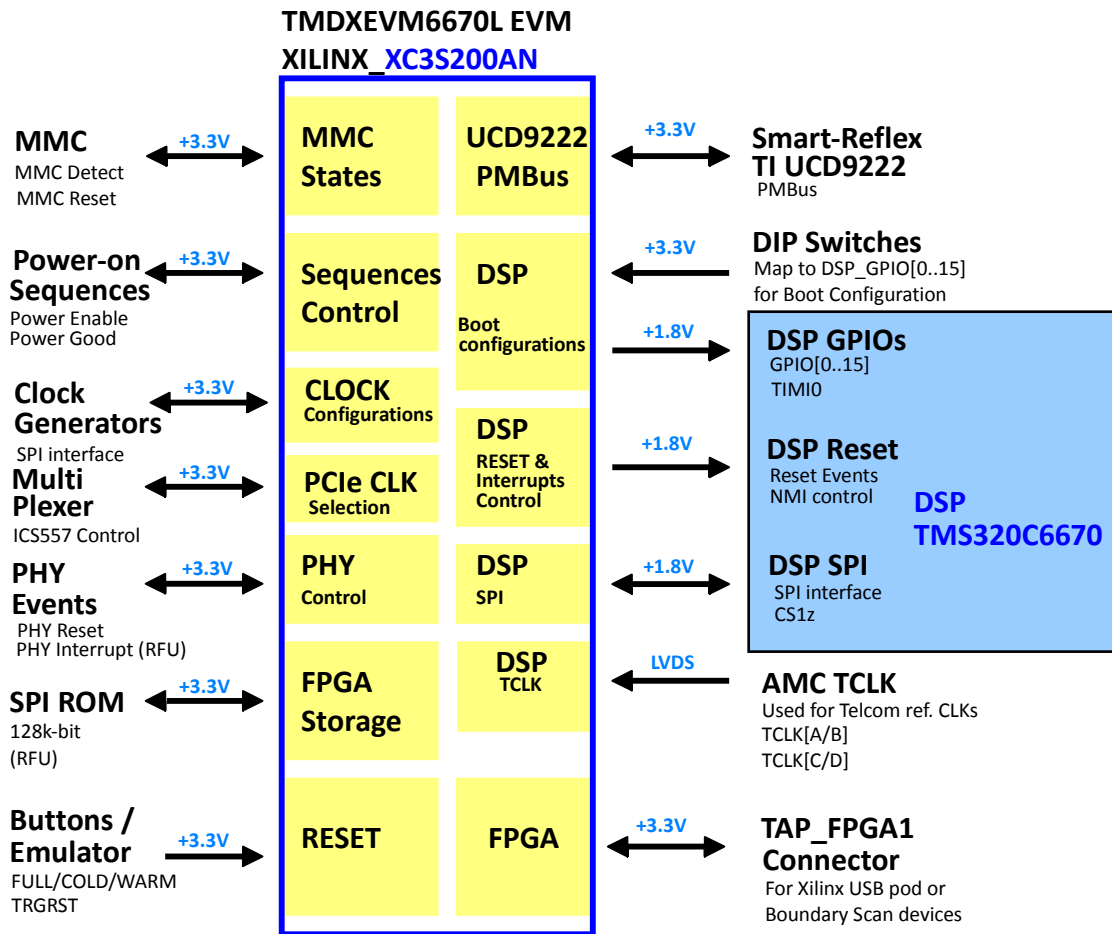 TMDXEVM6670L EVM
XILINX_XC3S200AN
MMC
MMC Detect
MMC Reset
+3.3V
Power-on
Sequences
Power Enable
Power Good
+3.3V
Clock
Generators
SPI interface
+3.3V
Multi
Plexer
ICS557 Control
+3.3V
PHY
Events
PHY Reset
PHY Interrupt (RFU)
+3.3V
SPI ROM
128k-bit
(RFU)
+3.3V
Buttons /
Emulator
FULL/COLD/WARM
TRGRST
+3.3V
MMC
States
Sequences
Control
CLOCK
Configurations
PCIe CLK
Selection
PHY
Control
FPGA
Storage
RESET
UCD9222
PMBus
DSP
Boot
configurations
DSP
RESET &
Interrupts
Control
DSP
SPI
DSP
TCLK
FPGA
+3.3V
Smart-Reflex
TI UCD9222
PMBus
+3.3V
DIP Switches
Map to DSP_GPIO[0..15]
for Boot Configuration
+1.8V
DSP GPIOs
GPIO[0..15]
TIMI0
+1.8V
DSP Reset
Reset Events
NMI control
DSP
TMS320C6670
+1.8V
DSP SPI
SPI interface
CS1z
LVDS
AMC TCLK
Used for Telcom ref. CLKs
TCLK[A/B]
TCLK[C/D]
+3.3V
TAP_FPGA1
Connector
For Xilinx USB pod or
Boundary Scan devices